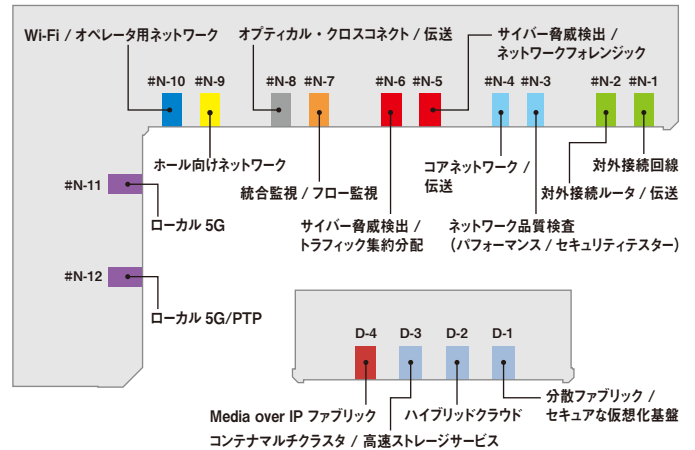 Wi-Fi / オペレータ用ネットワーク
オプティカル・クロスコネクト / 伝送
サイバー脅威検出 /
ネットワークフォレンジック
#N-10 #N-9 #N-8 #N-7 #N-6 #N-5 #N-4 #N-3 #N-2 #N-1
ホール向けネットワーク
統合監視 / フロー監視
サイバー脅威検出 /
トラフィック集約分配
コアネットワーク /
伝送
ネットワーク品質検査
(パフォーマンス / セキュリティテスター)
対外接続ルータ / 伝送
対外接続回線
#N-11
ローカル 5G
#N-12
ローカル 5G/PTP
D-4 D-3 D-2 D-1
Media over IP ファブリック
ハイブリッドクラウド
分散ファブリック /
セキュアな仮想化基盤
コンテナマルチクラスタ / 高速ストレージサービス